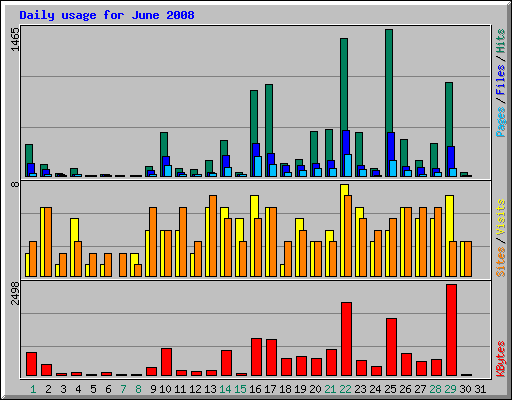 Daily usage for June 2008
1465
Pages / Files / Hits
8
Sites / Visits
2498
KBytes
1 2 3 4 5 6 7 8 9 10 11 12 13 14 15 16 17 18 19 20 21 22 23 24 25 26 27 28 29 30 31